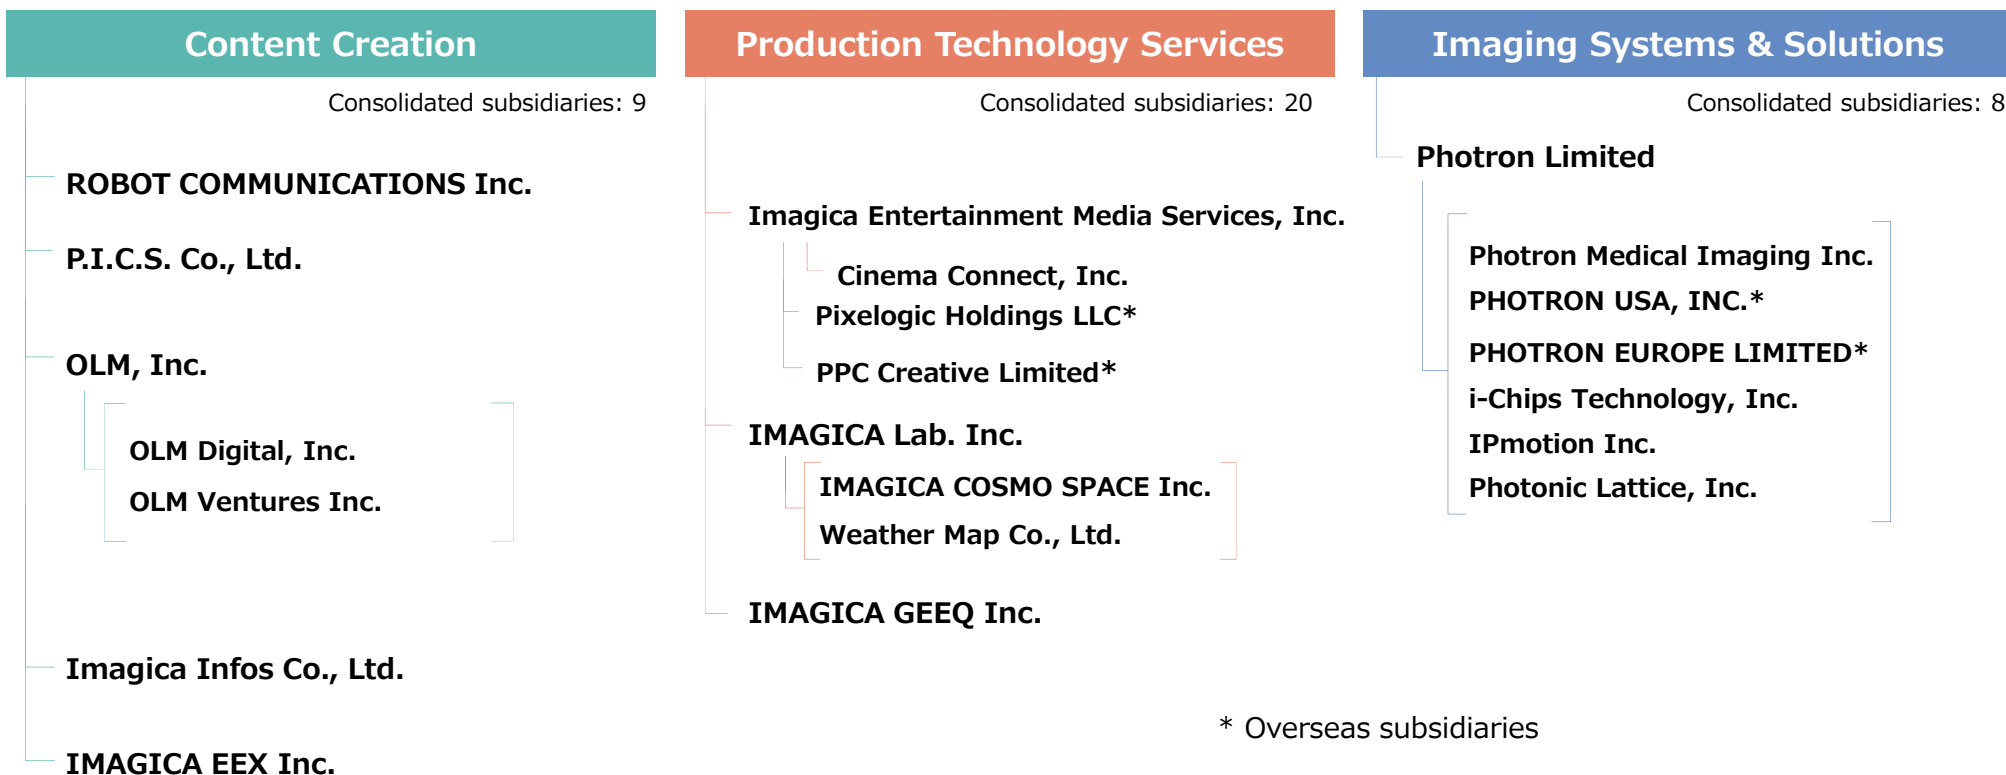 Content Creation
Consolidated subsidiaries: 9
ROBOT COMMUNICATIONS Inc.
P.I.C.S. Co., Ltd.
OLM, Inc.
OLM Digital, Inc.
OLM Ventures Inc.
Imagica Infos Co., Ltd.
IMAGICA EEX Inc.
Production Technology Services
Consolidated subsidiaries: 20
Imagica Entertainment Media Services, Inc.
Cinema Connect, Inc.
Pixelogic Holdings LLC*
PPC Creative Limited*
IMAGICA Lab. Inc.
IMAGICA COSMO SPACE Inc.
Weather Map Co., Ltd.
IMAGICA GEEQ Inc.
Imaging Systems & Solutions
Consolidated subsidiaries: 8
Photron Limited
Photron Medical Imaging Inc.
PHOTRON USA, INC.*
PHOTRON EUROPE LIMITED*
i-Chips Technology, Inc.
IPmotion Inc.
Photonic Lattice, Inc.
* Overseas subsidiaries